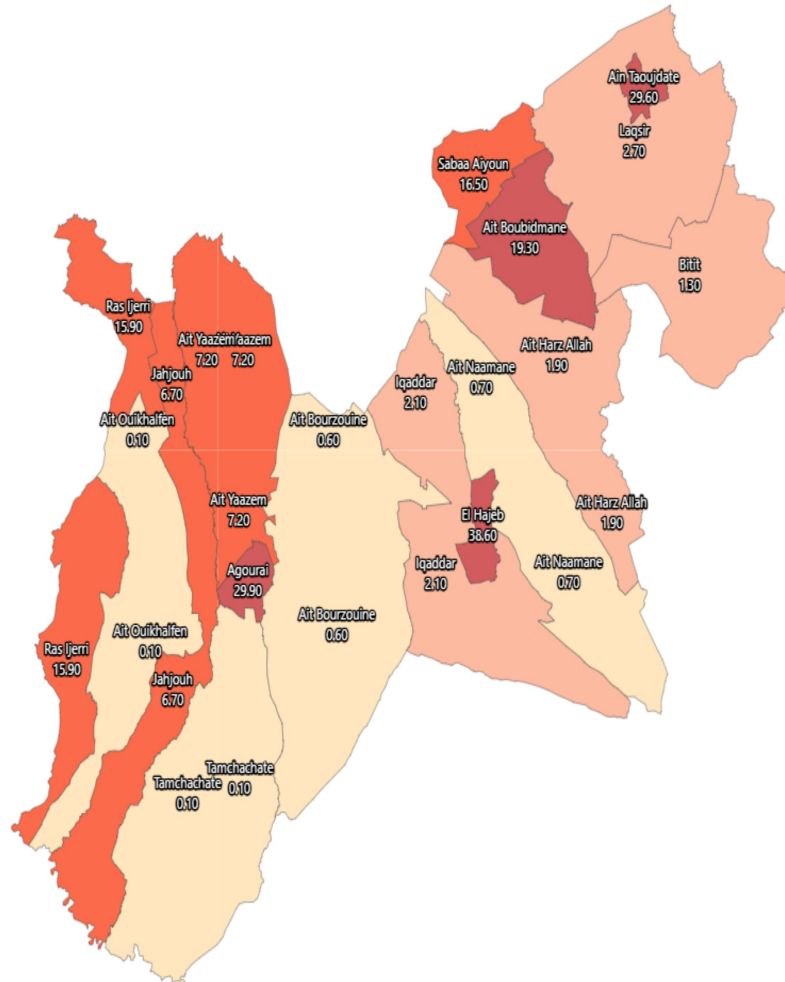 Ain Taoujdate
29.60
Laqsir
2.70
Sabaa Aiyoun
16.50
Ait Boubidmane
19.30
Bitit
1.30
Ras Ijerri
15.90
Ait Yaazem
7.20
7.20
Ait Harz Allah
1.90
Jahjouh
6.70
Ait Naamane
0.70
Iqaddar
2.10
Ait Ouikhalfen
0.10
Ait Bourzouine
0.60
Ait Yaazem
7.20
Ait Harz Allah
1.90
El Hajeb
38.60
Iqaddar
2.10
Ait Naamane
0.70
Agourai
29.90
Ait Bourzouine
0.60
Ait Ouikhalfen
0.10
Ras Ijerri
15.90
Jahjouh
6.70
Tamchachate
0.10
Tamchachate
0.10